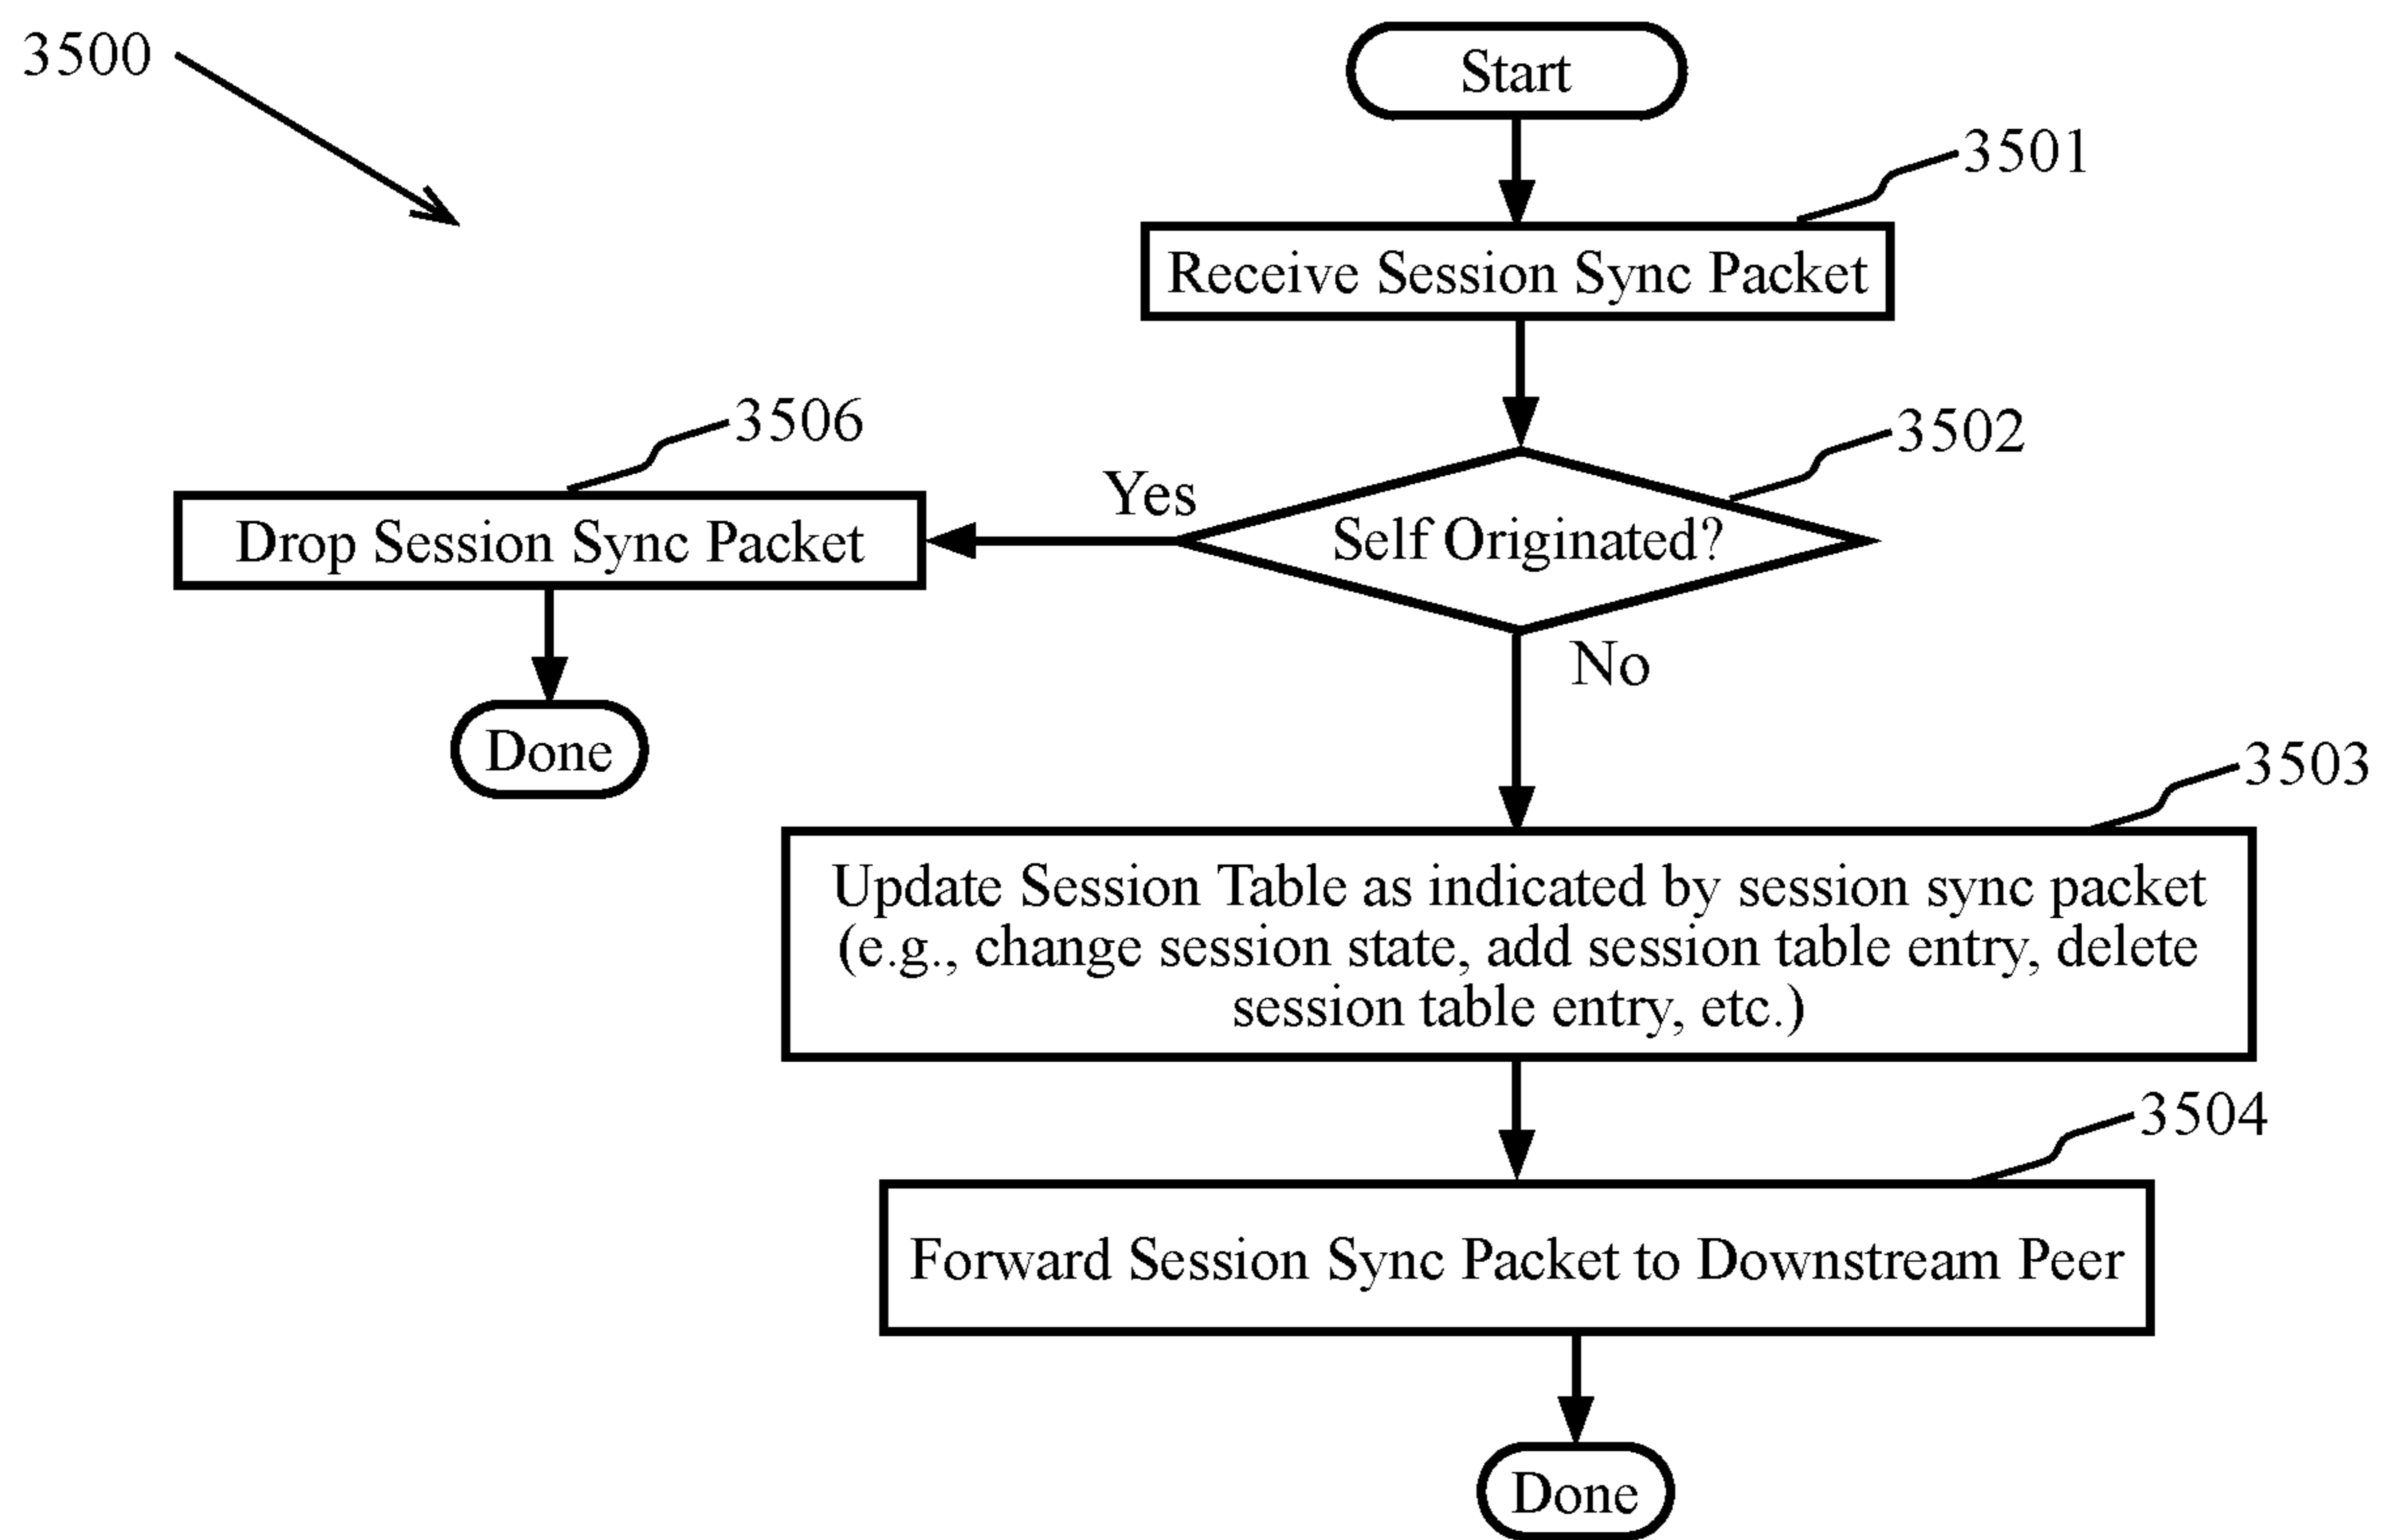 3500
Start
3501
Receive Session Sync Packet
3506
3502
Yes
Drop Session Sync Packet
Self Originated?
No
Done
3503
Update Session Table as indicated by session sync packet
(e.g., change session state, add session table entry, delete
session table entry, etc.)
3504
Forward Session Sync Packet to Downstream Peer
Done